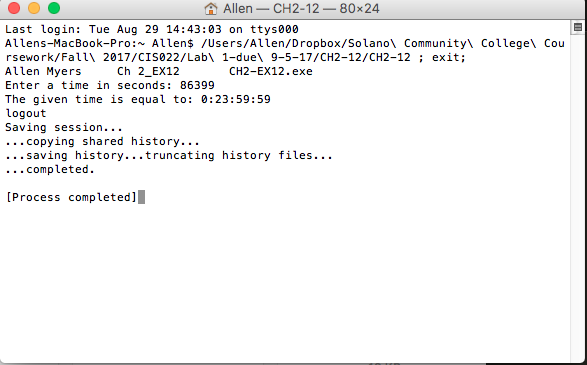 Allen — CH2-12 — 80×24
Last login: Tue Aug 29 14:43:03 on ttys000
Allens-MacBook-Pro:~ Allen$ /Users/Allen/Dropbox/Solano\ Community\ College\ Cou
rsework/Fall\ 2017/CIS022/Lab\ 1-due\ 9-5-17/CH2-12/CH2-12 ; exit;
Allen Myers     Ch 2_EX12       CH2-EX12.exe
Enter a time in seconds: 86399
The given time is equal to: 0:23:59:59
logout
Saving session...
...copying shared history...
...saving history...truncating history files...
...completed.
[Process completed]